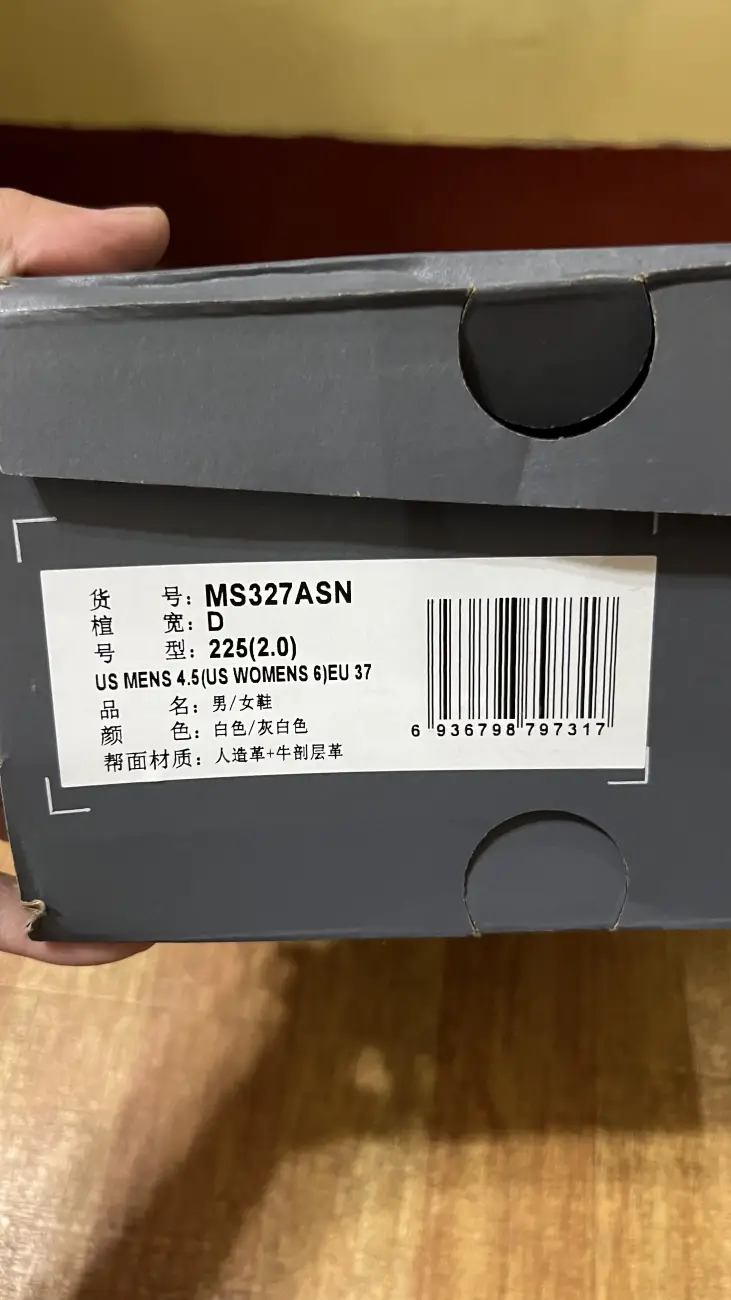 货 号: MS327ASN
楦 宽: D
号 型: 225(2.0)
US MENS 4.5(US WOMENS 6)EU 37
品 名: 男/女鞋
颜 色: 白色/灰白色
帮面材质: 人造革+牛剖层革
6 936798 797317